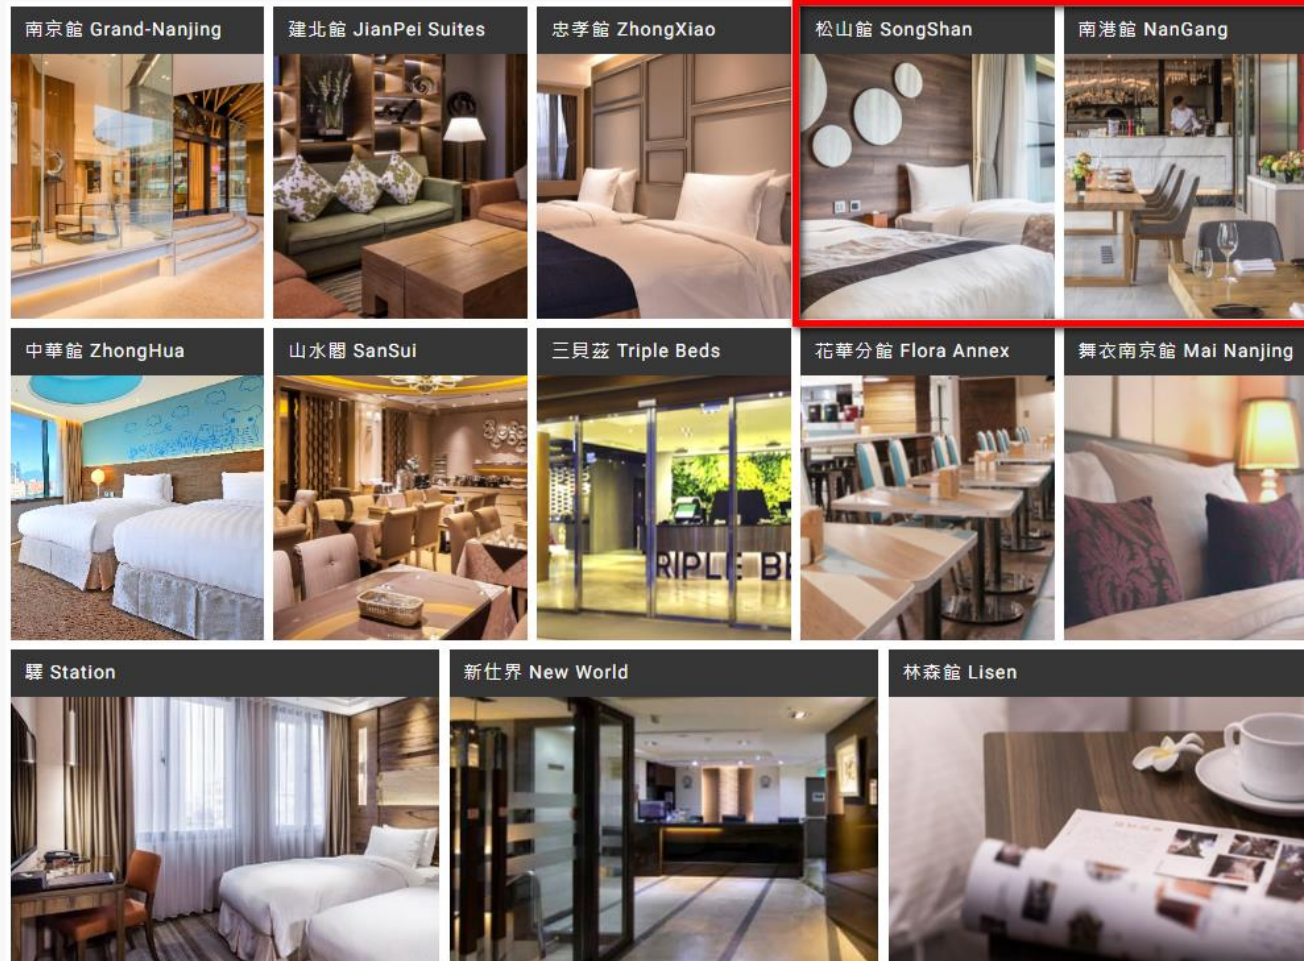 南京館 Grand-Nanjing
建北館 JianPei Suites
忠孝館 ZhongXiao
松山館 SongShan
南港館 NanGang
中華館 ZhongHua
山水閣 SanSui
三貝茲 Triple Beds
花華分館 Flora Annex
舞衣南京館 Mai Nanjing
RIPLE BE
驛 Station
新仕界 New World
林森館 Lisen